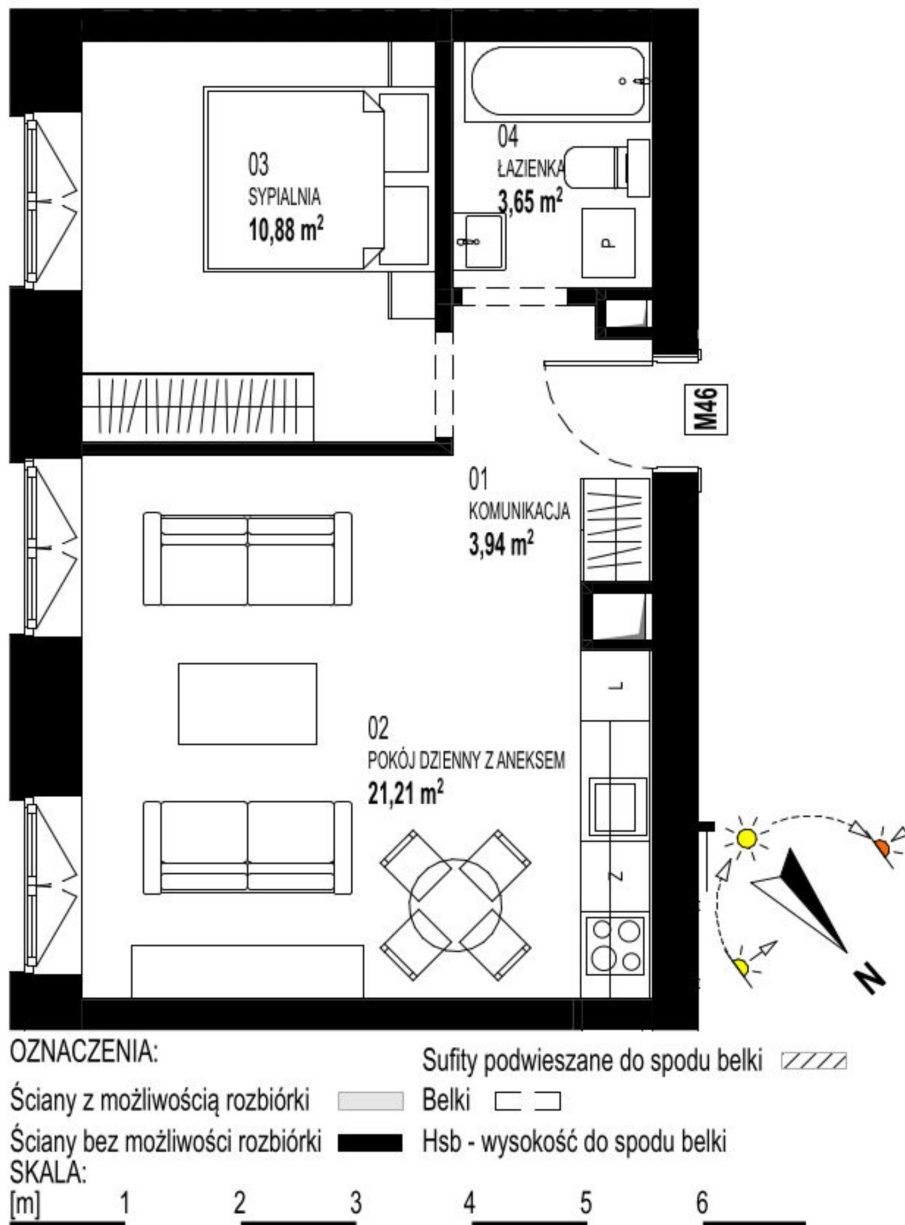 03
SYPIALNIA
10,88 m²
04
ŁAZIENKA
3,65 m²
P
M46
01
KOMUNIKACJA
3,94 m²
L
02
POKÓJ DZIENNY Z ANEKSEM
21,21 m²
Z
N
OZNACZENIA:
Sufity podwieszane do spodu belki
Ściany z możliwością rozbiórki
Belki
Ściany bez możliwości rozbiórki
Hsb - wysokość do spodu belki
SKALA:
[m] 1 2 3 4 5 6